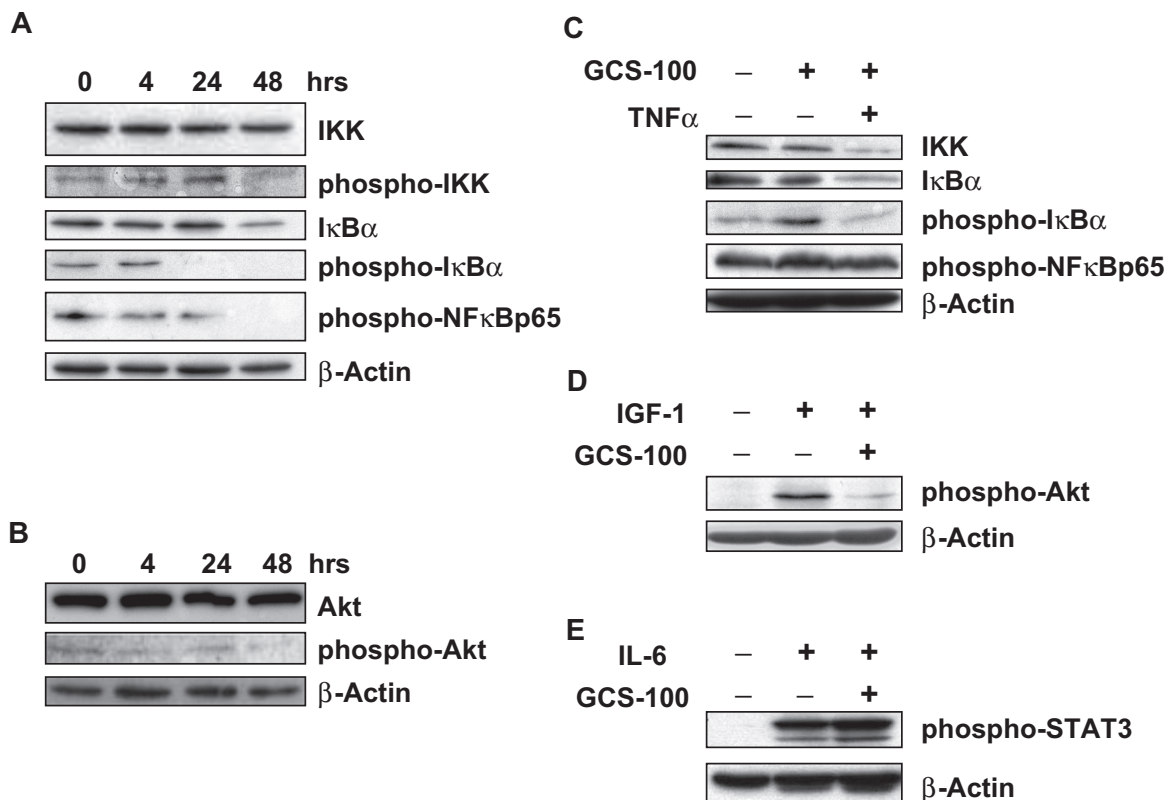 A
0 4 24 48 hrs
IKK
phospho-IKK
IκBα
phospho-IκBα
phospho-NFκBp65
β-Actin
B
0 4 24 48 hrs
Akt
phospho-Akt
β-Actin
C
GCS-100 – + +
TNFα – – +
IKK
IκBα
phospho-IκBα
phospho-NFκBp65
β-Actin
D
IGF-1 – + +
GCS-100 – – +
phospho-Akt
β-Actin
E
IL-6 – + +
GCS-100 – – +
phospho-STAT3
β-Actin